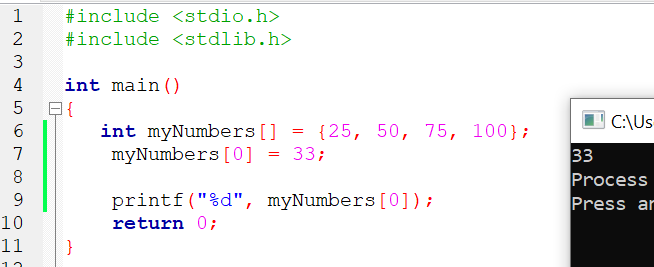 1 #include <stdio.h>
2 #include <stdlib.h>
3
4 int main()
5 {
6 int myNumbers[] = {25, 50, 75, 100};
7 myNumbers[0] = 33;
8
9 printf("%d", myNumbers[0]);
10 return 0;
11 }
C:\Us
33
Process
Press a